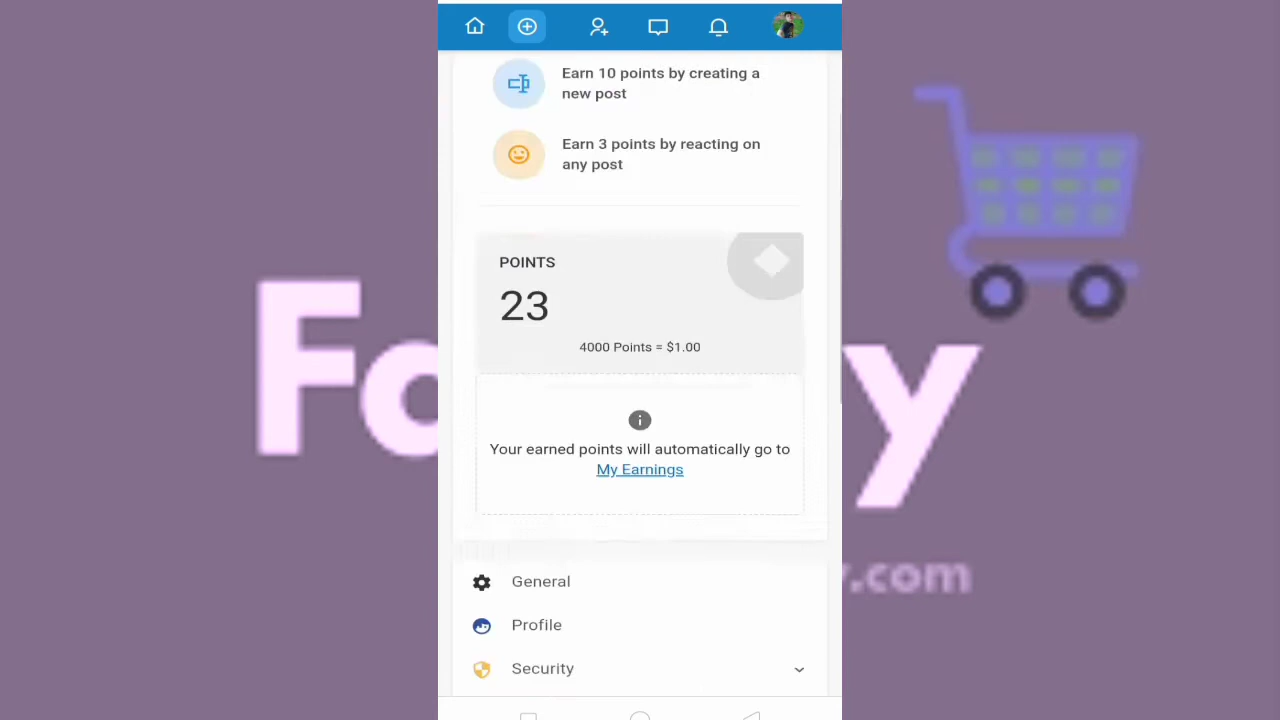 Earn 10 points by creating a
new post
Earn 3 points by reacting on
any post
POINTS
23
4000 Points = $1.00
Your earned points will automatically go to
My Earnings
General
Profile
Security